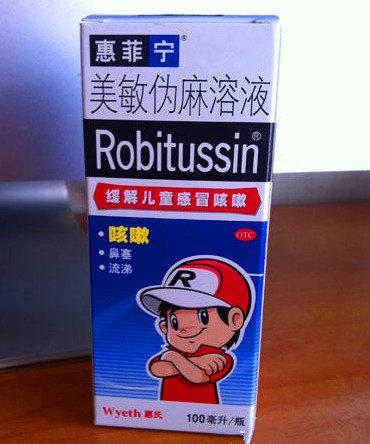 惠菲宁®
美敏伪麻溶液
Robitussin®
缓解儿童感冒咳嗽
· 咳嗽
· 鼻塞
· 流涕
OTC
R
Wyeth 惠氏
100毫升/瓶